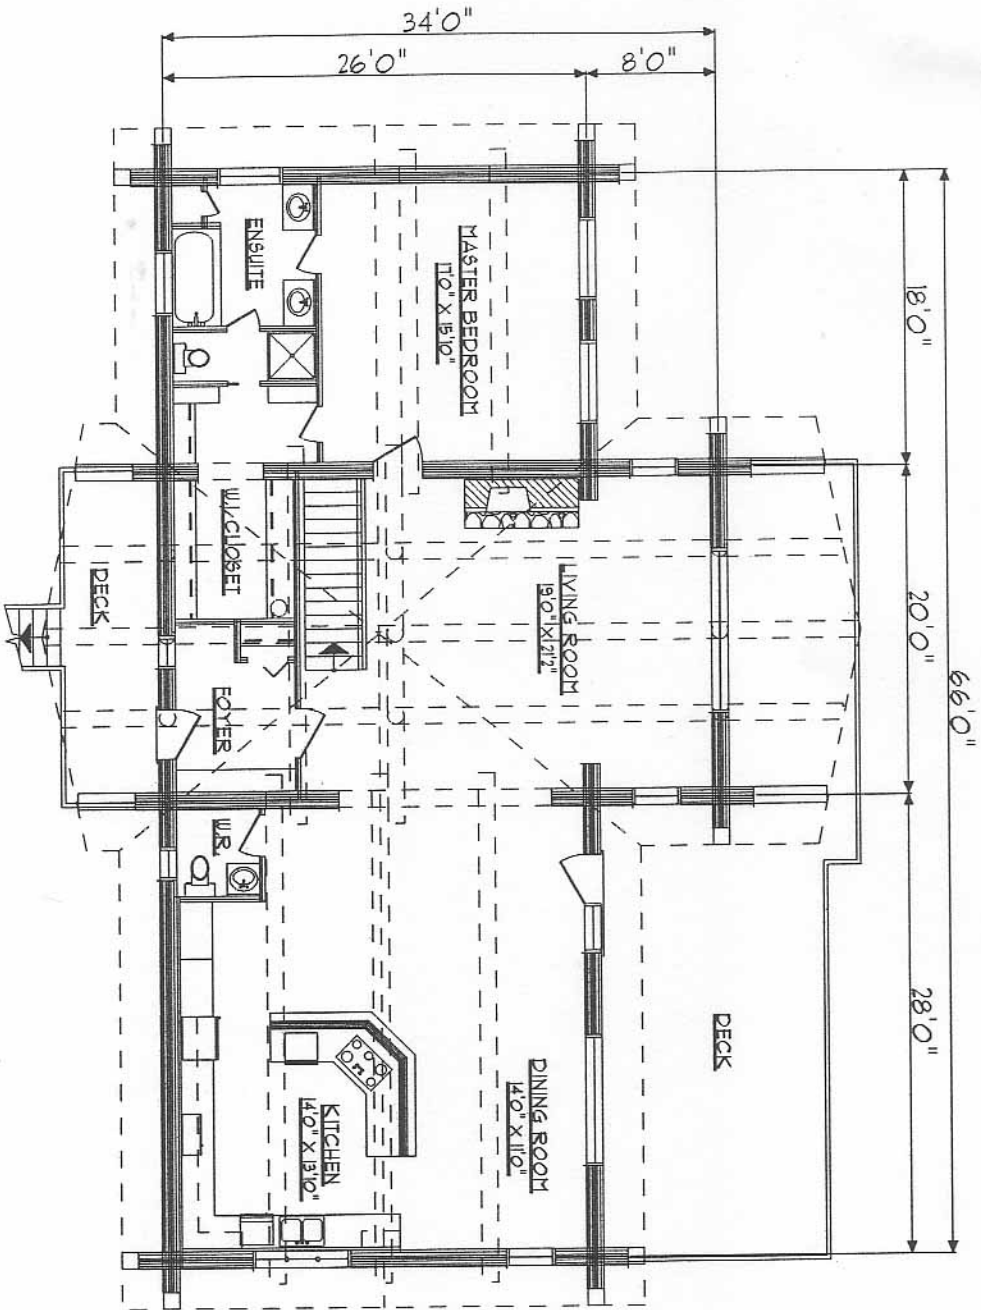 34'0"
26'0"
8'0"
18'0"
20'0"
66'0"
28'0"
ENSUITE
MASTER BEDROOM
17'0" X 15'10"
W.I. CLOSET
DECK
LIVING ROOM
19'0" X 21'2"
FOYER
W.R.
DECK
DINING ROOM
14'0" X 11'0"
KITCHEN
14'0" X 13'10"